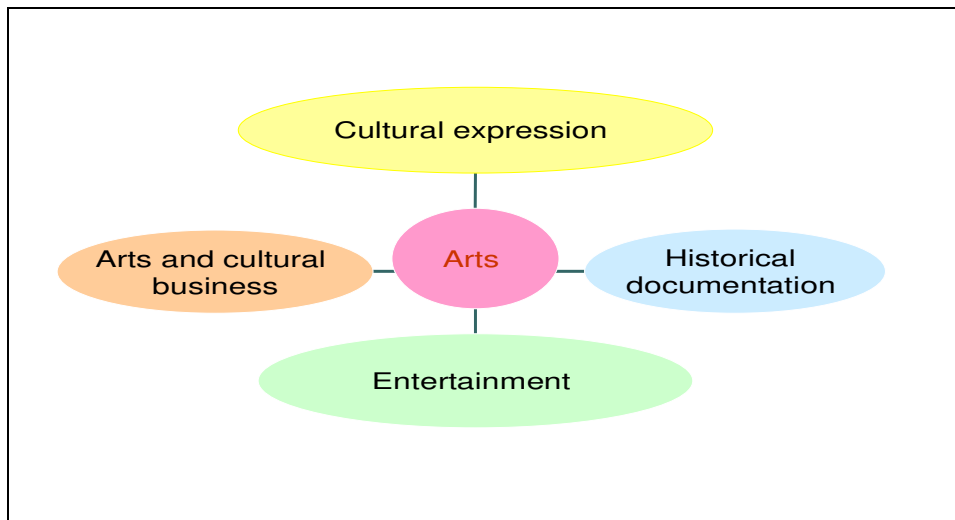 Cultural expression
Arts and cultural
business
Arts
Historical
documentation
Entertainment